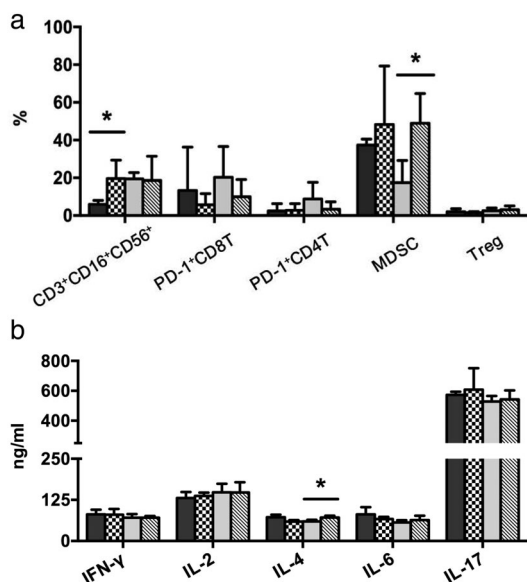 a
*
*
%
100
80
60
40
20
0
CD3+CD16+CD56+
PD-1+CD8T
PD-1+CD4T
MDSC
Treg
b
ng/ml
800
600
400
250
125
0
*
IFN-γ
IL-2
IL-4
IL-6
IL-17